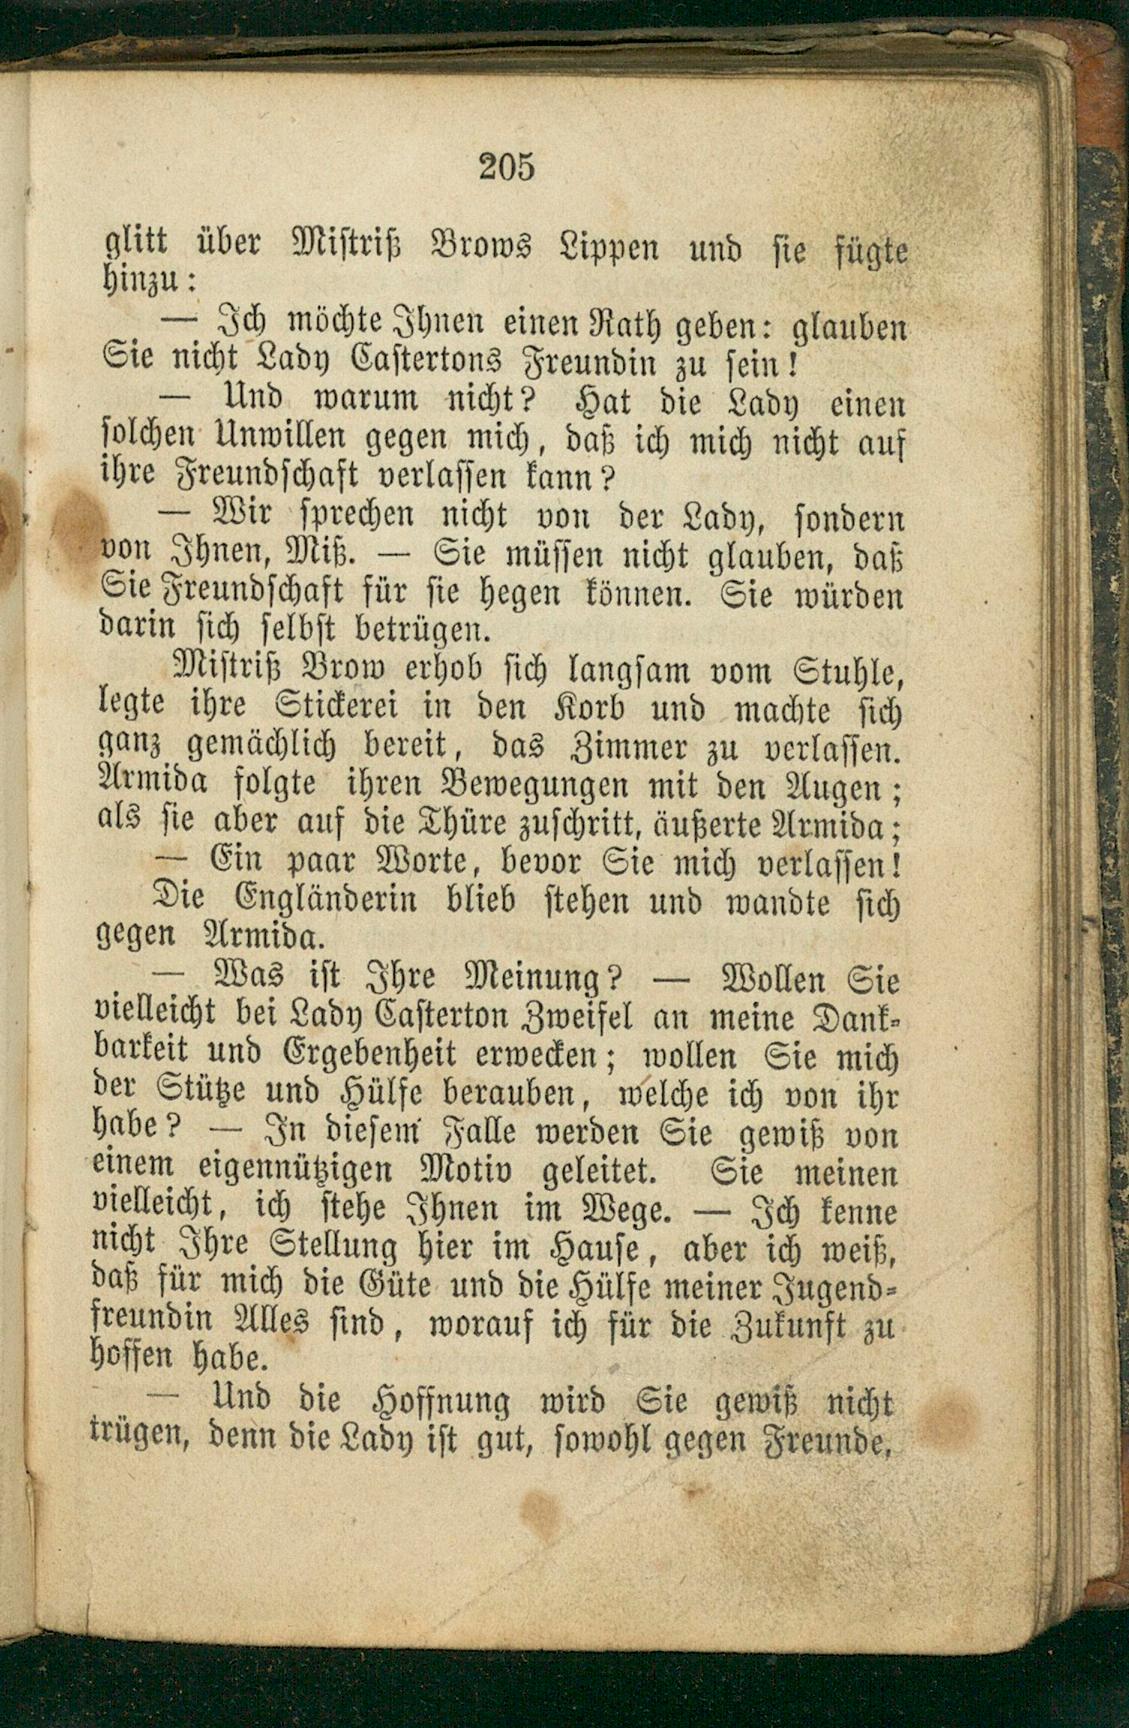 205
glitt über Mistriß Brows Lippen und sie fügte
hinzu:
— Ich möchte Ihnen einen Rath geben: glauben
Sie nicht Lady Castertons Freundin zu sein!
— Und warum nicht? Hat die Lady einen
solchen Unwillen gegen mich, daß ich mich nicht auf
ihre Freundschaft verlassen kann?
— Wir sprechen nicht von der Lady, sondern
von Ihnen, Miß. — Sie müssen nicht glauben, daß
Sie Freundschaft für sie hegen können. Sie würden
darin sich selbst betrügen.
Mistriß Brow erhob sich langsam vom Stuhle,
legte ihre Stickerei in den Korb und machte sich
ganz gemächlich bereit, das Zimmer zu verlassen.
Armida folgte ihren Bewegungen mit den Augen;
als sie aber auf die Thüre zuschritt, äußerte Armida;
— Ein paar Worte, bevor Sie mich verlassen!
Die Engländerin blieb stehen und wandte sich
gegen Armida.
— Was ist Ihre Meinung? — Wollen Sie
vielleicht bei Lady Casterton Zweifel an meine Dank-
barkeit und Ergebenheit erwecken; wollen Sie mich
der Stütze und Hülfe berauben, welche ich von ihr
habe? — In diesem Falle werden Sie gewiß von
einem eigennützigen Motiv geleitet. Sie meinen
vielleicht, ich stehe Ihnen im Wege. — Ich kenne
nicht Ihre Stellung hier im Hause, aber ich weiß,
daß für mich die Güte und die Hülfe meiner Jugend-
freundin Alles sind, worauf ich für die Zukunft zu
hoffen habe.
— Und die Hoffnung wird Sie gewiß nicht
trügen, denn die Lady ist gut, sowohl gegen Freunde,